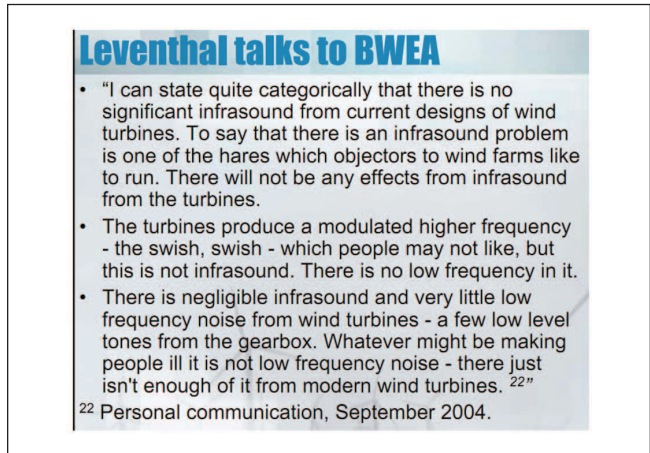 Leventhal talks to BWEA
• “I can state quite categorically that there is no
significant infrasound from current designs of wind
turbines. To say that there is an infrasound problem
is one of the hares which objectors to wind farms like
to run. There will not be any effects from infrasound
from the turbines.
• The turbines produce a modulated higher frequency
- the swish, swish - which people may not like, but
this is not infrasound. There is no low frequency in it.
• There is negligible infrasound and very little low
frequency noise from wind turbines - a few low level
tones from the gearbox. Whatever might be making
people ill it is not low frequency noise - there just
isn't enough of it from modern wind turbines. 22”
22 Personal communication, September 2004.